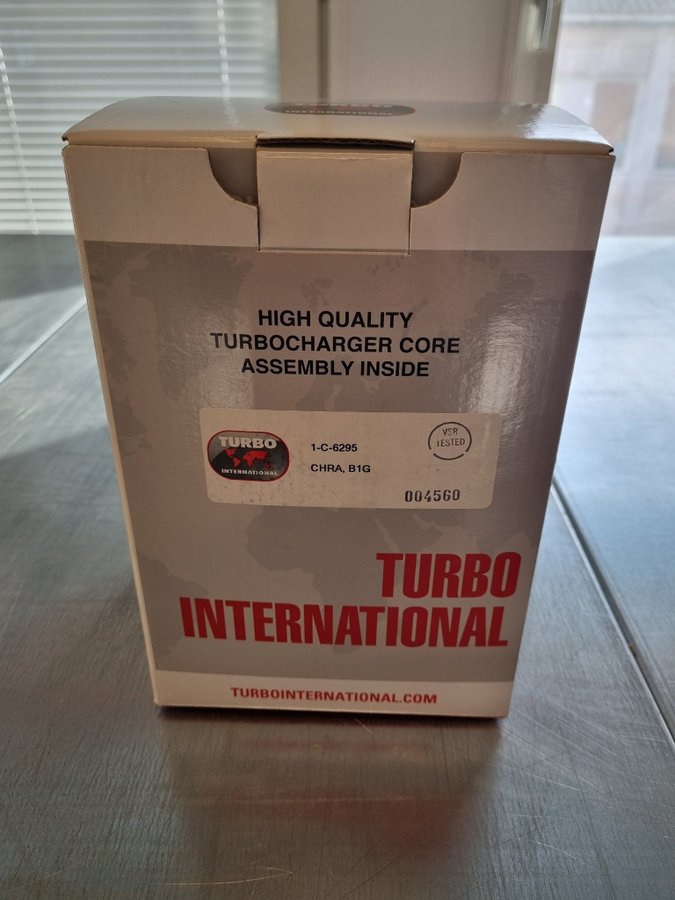 INTERNATIONAL
HIGH QUALITY
TURBOCHARGER CORE
ASSEMBLY INSIDE
TURBO
INTERNATIONAL
1-C-6295
CHRA, B1G
VSR
TESTED
004560
TURBO
INTERNATIONAL
TURBOINTERNATIONAL.COM